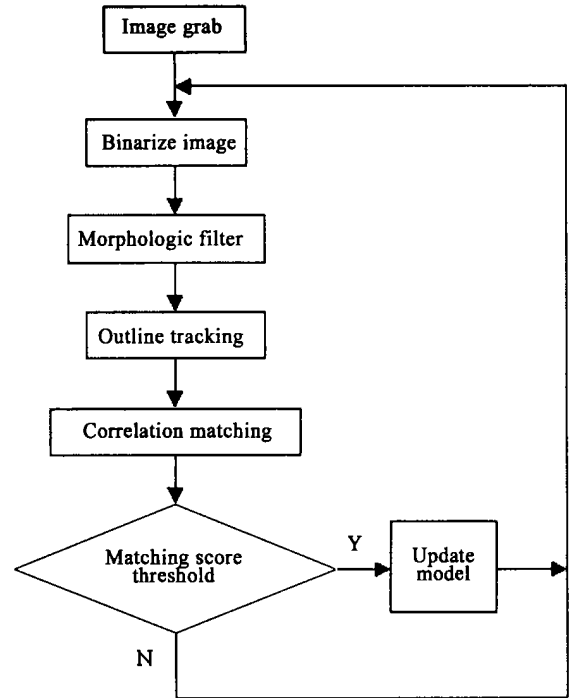 Image grab
Binarize image
Morphologic filter
Outline tracking
Correlation matching
Matching score
threshold
Y
Update
model
N